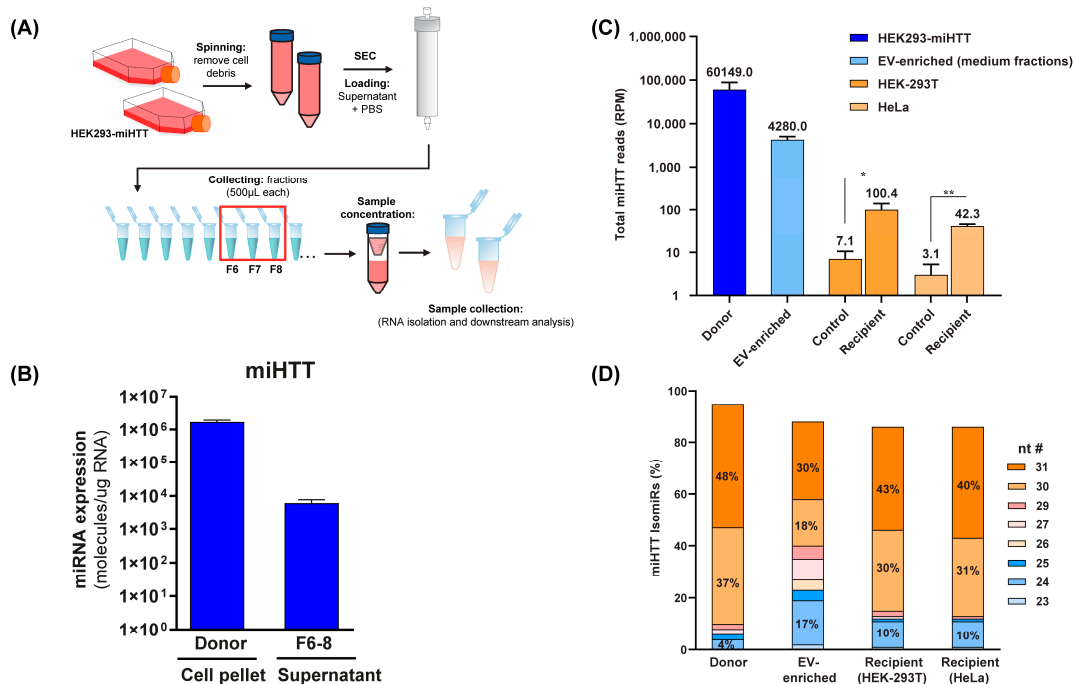 (A)
Spinning:
remove cell
debris
SEC
Loading:
Supernatant
+ PBS
HEK293-miHTT
Collecting: fractions
(500µL each)
F6 F7 F8
...
Sample
concentration:
Sample collection:
(RNA isolation and downstream analysis)
(B)
miHTT
miRNA expression
(molecules/ug RNA)
1×10⁷
1×10⁶
1×10⁵
1×10⁴
1×10³
1×10²
1×10¹
1×10⁰
Donor F6-8
Cell pellet Supernatant
(C)
Total miHTT reads (RPM)
1,000,000
100,000
10,000
1,000
100
10
1
60149.0
4280.0
7.1
*
100.4
3.1
**
42.3
HEK293-miHTT
EV-enriched (medium fractions)
HEK-293T
HeLa
Donor
EV-enriched
Control
Recipient
Control
Recipient
(D)
miHTT IsomiRs (%)
100
80
60
40
20
0
48%
37%
4%
30%
18%
17%
43%
30%
10%
40%
31%
10%
Donor
EV-
enriched
Recipient
(HEK-293T)
Recipient
(HeLa)
nt #
31
30
29
27
26
25
24
23